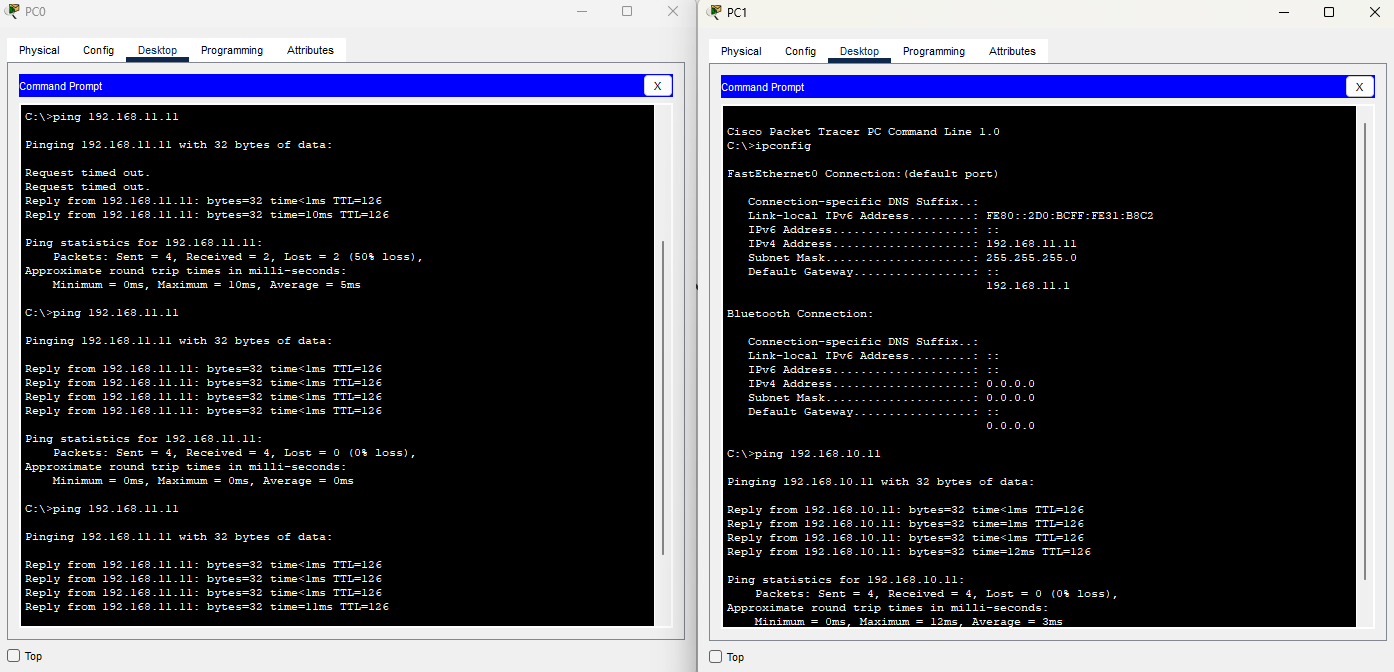 PC0
Physical Config Desktop Programming Attributes
Command Prompt X
C:\>ping 192.168.11.11
Pinging 192.168.11.11 with 32 bytes of data:
Request timed out.
Request timed out.
Reply from 192.168.11.11: bytes=32 time<1ms TTL=126
Reply from 192.168.11.11: bytes=32 time=10ms TTL=126
Ping statistics for 192.168.11.11:
Packets: Sent = 4, Received = 2, Lost = 2 (50% loss),
Approximate round trip times in milli-seconds:
Minimum = 0ms, Maximum = 10ms, Average = 5ms
C:\>ping 192.168.11.11
Pinging 192.168.11.11 with 32 bytes of data:
Reply from 192.168.11.11: bytes=32 time<1ms TTL=126
Reply from 192.168.11.11: bytes=32 time<1ms TTL=126
Reply from 192.168.11.11: bytes=32 time<1ms TTL=126
Reply from 192.168.11.11: bytes=32 time<1ms TTL=126
Ping statistics for 192.168.11.11:
Packets: Sent = 4, Received = 4, Lost = 0 (0% loss),
Approximate round trip times in milli-seconds:
Minimum = 0ms, Maximum = 0ms, Average = 0ms
C:\>ping 192.168.11.11
Pinging 192.168.11.11 with 32 bytes of data:
Reply from 192.168.11.11: bytes=32 time<1ms TTL=126
Reply from 192.168.11.11: bytes=32 time<1ms TTL=126
Reply from 192.168.11.11: bytes=32 time<1ms TTL=126
Reply from 192.168.11.11: bytes=32 time=11ms TTL=126
Top
PC1
Physical Config Desktop Programming Attributes
Command Prompt X
Cisco Packet Tracer PC Command Line 1.0
C:\>ipconfig
FastEthernet0 Connection:(default port)
Connection-specific DNS Suffix..:
Link-local IPv6 Address.........: FE80::2D0:BCFF:FE31:B8C2
IPv6 Address....................: ::
IPv4 Address....................: 192.168.11.11
Subnet Mask.....................: 255.255.255.0
Default Gateway.................: ::
192.168.11.1
Bluetooth Connection:
Connection-specific DNS Suffix..:
Link-local IPv6 Address.........: ::
IPv6 Address....................: ::
IPv4 Address....................: 0.0.0.0
Subnet Mask.....................: 0.0.0.0
Default Gateway.................: ::
0.0.0.0
C:\>ping 192.168.10.11
Pinging 192.168.10.11 with 32 bytes of data:
Reply from 192.168.10.11: bytes=32 time<1ms TTL=126
Reply from 192.168.10.11: bytes=32 time=1ms TTL=126
Reply from 192.168.10.11: bytes=32 time<1ms TTL=126
Reply from 192.168.10.11: bytes=32 time=12ms TTL=126
Ping statistics for 192.168.10.11:
Packets: Sent = 4, Received = 4, Lost = 0 (0% loss),
Approximate round trip times in milli-seconds:
Minimum = 0ms, Maximum = 12ms, Average = 3ms
Top